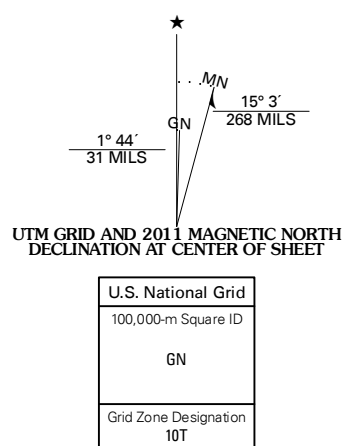 ★
MN
15° 3´
268 MILS
GN
1° 44´
31 MILS
UTM GRID AND 2011 MAGNETIC NORTH
DECLINATION AT CENTER OF SHEET
U.S. National Grid
100,000-m Square ID
GN
Grid Zone Designation
10T